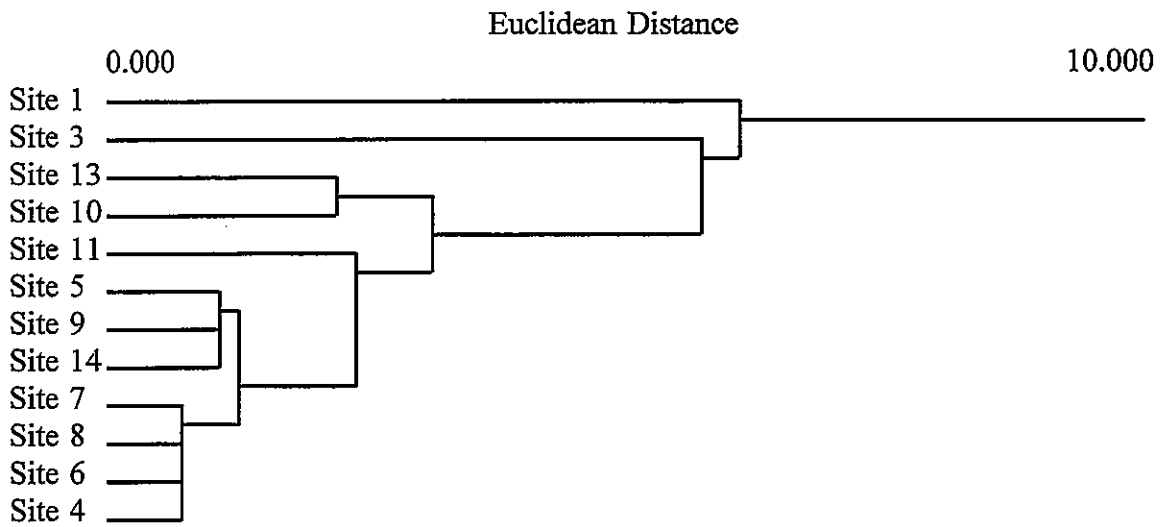 Euclidean Distance
0.000 10.000
Site 1
Site 3
Site 13
Site 10
Site 11
Site 5
Site 9
Site 14
Site 7
Site 8
Site 6
Site 4